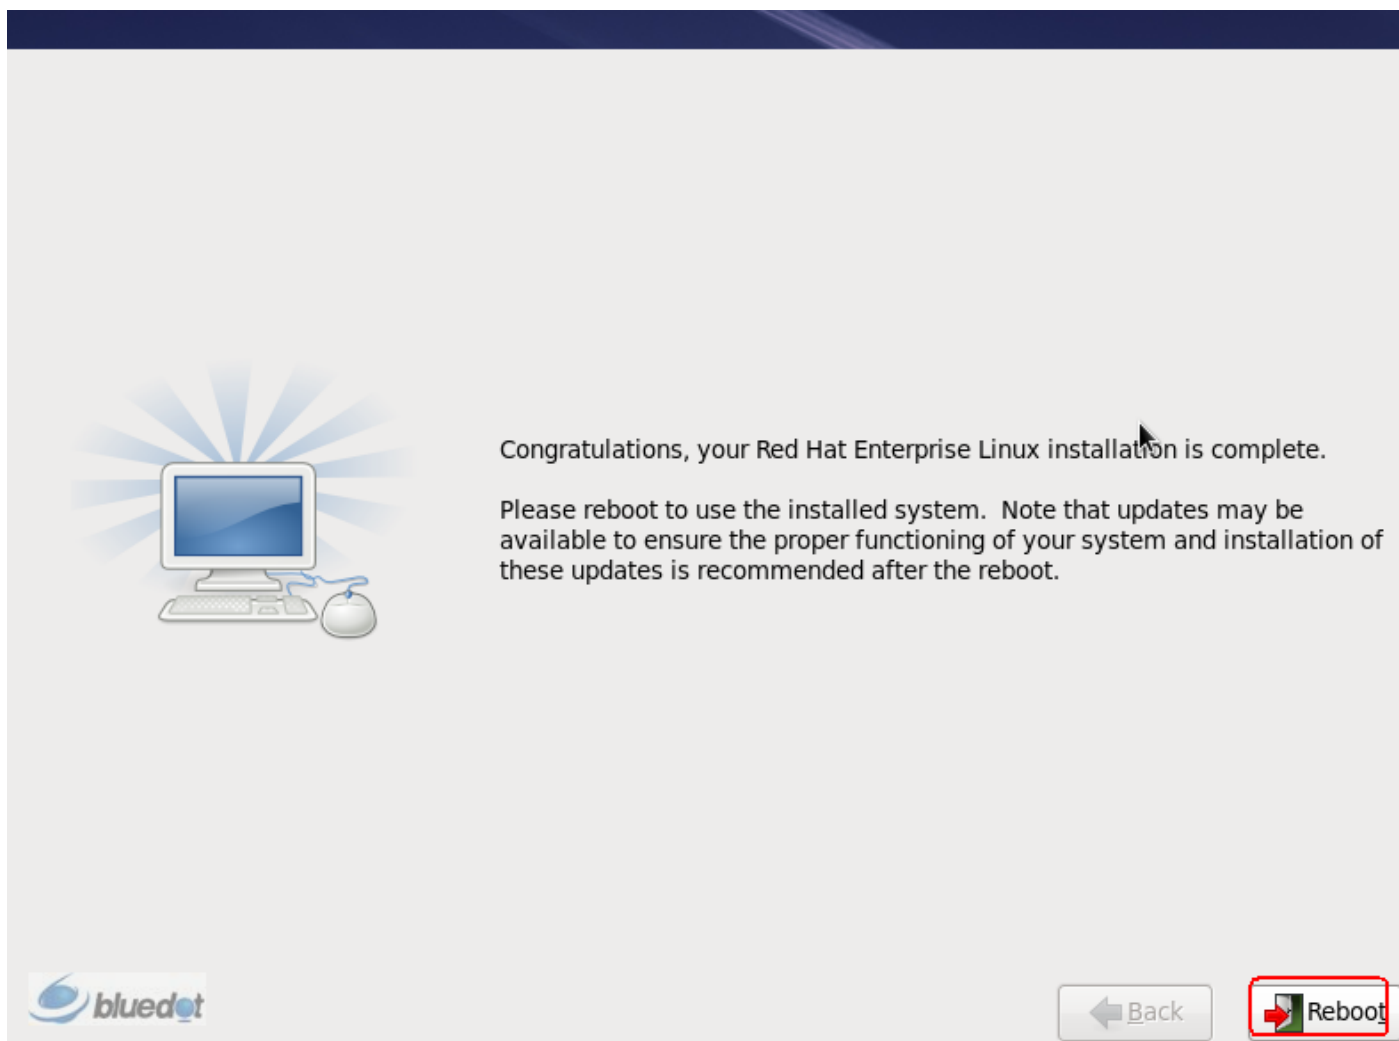 Congratulations, your Red Hat Enterprise Linux installation is complete.
Please reboot to use the installed system.  Note that updates may be
available to ensure the proper functioning of your system and installation of
these updates is recommended after the reboot.
bluedot
Back
Reboot